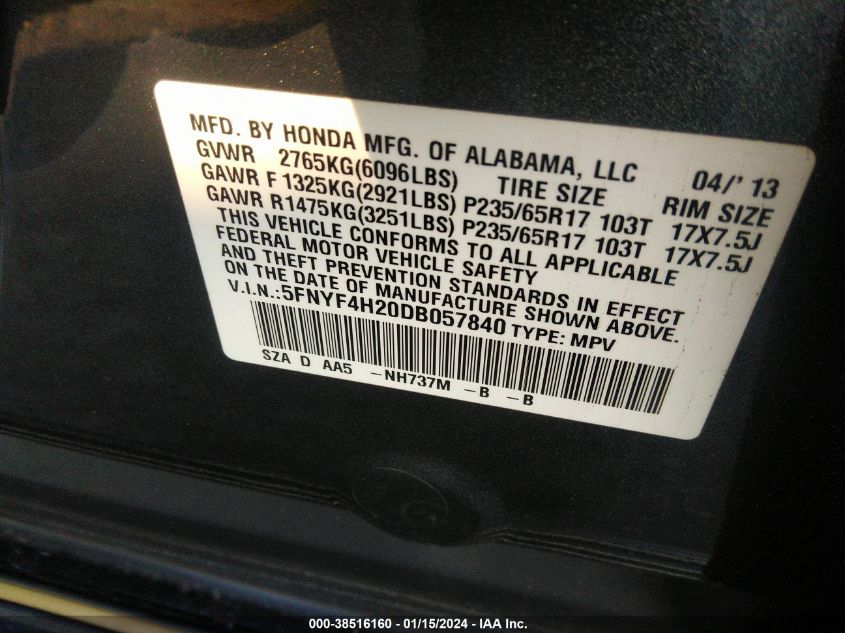 MFD. BY HONDA MFG. OF ALABAMA, LLC 04/' 13
GVWR 2765KG(6096LBS) TIRE SIZE RIM SIZE
GAWR F 1325KG(2921LBS) P235/65R17 103T 17X7.5J
GAWR R1475KG(3251LBS) P235/65R17 103T 17X7.5J
THIS VEHICLE CONFORMS TO ALL APPLICABLE
FEDERAL MOTOR VEHICLE SAFETY
AND THEFT PREVENTION STANDARDS IN EFFECT
ON THE DATE OF MANUFACTURE SHOWN ABOVE.
V.I.N.:5FNYF4H20DB057840 TYPE: MPV
SZA D AA5 -NH737M -B -B
000-38516160 - 01/15/2024 - IAA Inc.